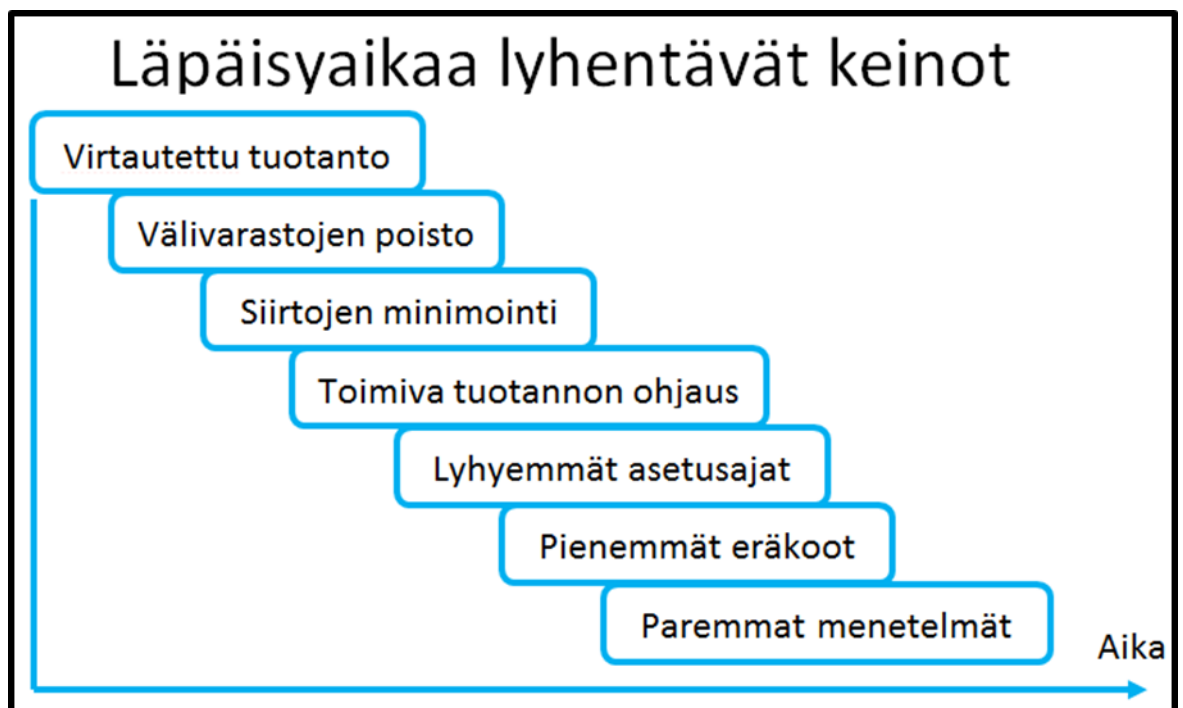 Läpäisyaikaa lyhentävät keinot
Virtautettu tuotanto
Välivarastojen poisto
Siirtojen minimointi
Toimiva tuotannon ohjaus
Lyhyemmät asetusajat
Pienemmät eräkoot
Paremmat menetelmät
Aika